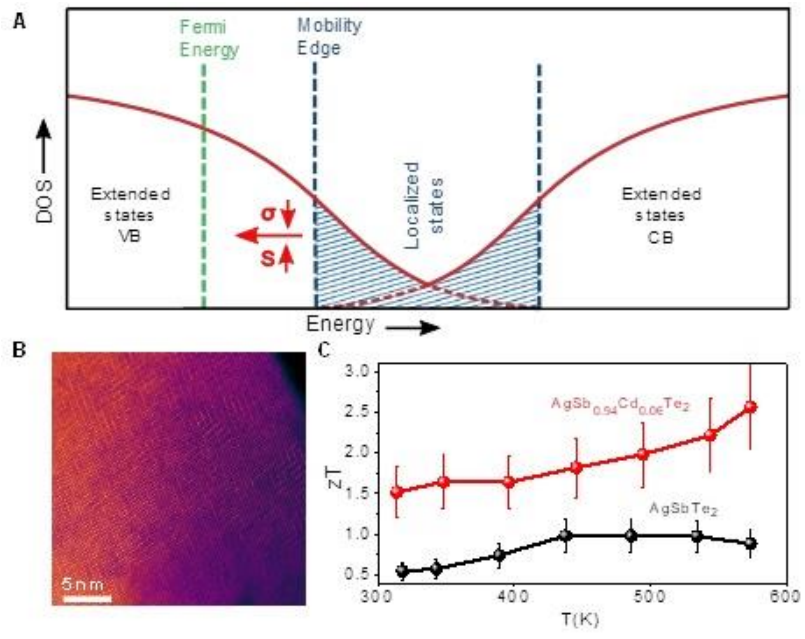 A
Fermi
Energy
Mobility
Edge
DOS
Extended
states
VB
σ
S
Localized
states
Extended
states
CB
Energy
B
5 nm
C
zT
3.0
2.5
2.0
1.5
1.0
0.5
AgSb0.94Cd0.06Te2
AgSbTe2
300 400 500 600
T(K)